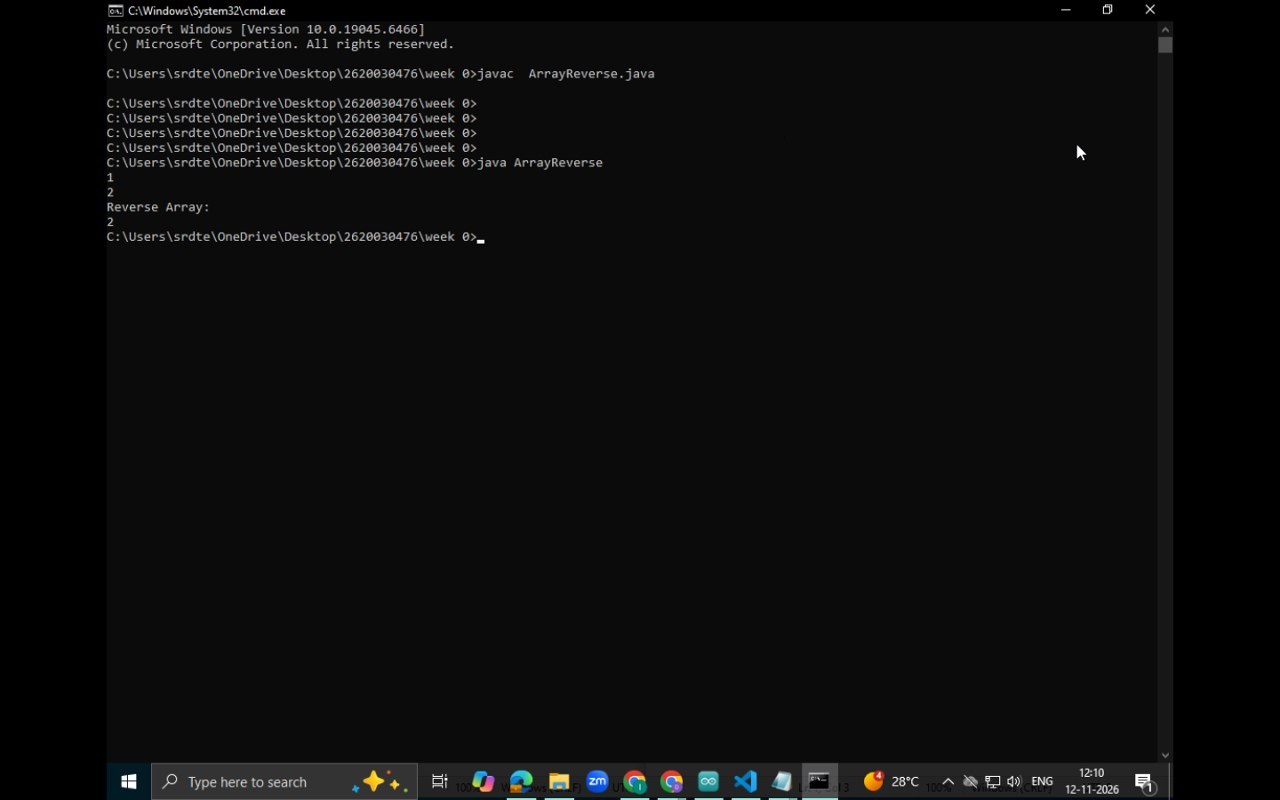 C:\Windows\System32\cmd.exe
Microsoft Windows [Version 10.0.19045.6466]
(c) Microsoft Corporation. All rights reserved.
C:\Users\srdte\OneDrive\Desktop\2620030476\week 0>javac  ArrayReverse.java
C:\Users\srdte\OneDrive\Desktop\2620030476\week 0>
C:\Users\srdte\OneDrive\Desktop\2620030476\week 0>
C:\Users\srdte\OneDrive\Desktop\2620030476\week 0>
C:\Users\srdte\OneDrive\Desktop\2620030476\week 0>
C:\Users\srdte\OneDrive\Desktop\2620030476\week 0>java ArrayReverse
1
2
Reverse Array:
2
C:\Users\srdte\OneDrive\Desktop\2620030476\week 0>
Type here to search
zm
4
28°C
ENG
12:10
12-11-2026
1